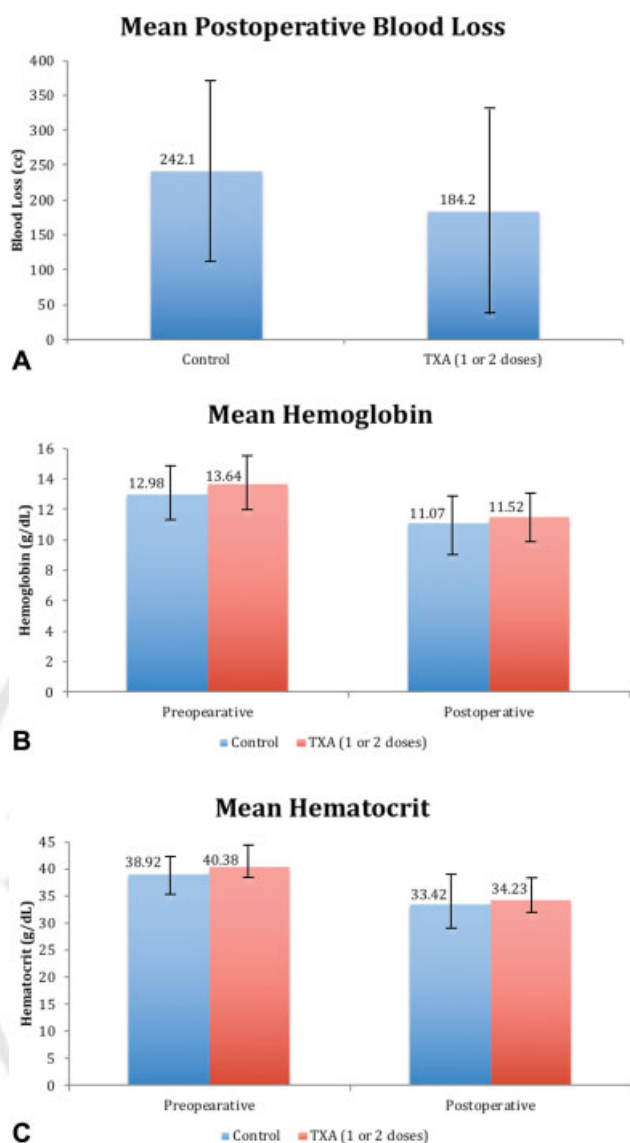 Mean Postoperative Blood Loss
400
350
300
250
200
150
100
50
0
Blood Loss (cc)
242.1
184.2
Control
TXA (1 or 2 doses)
A
Mean Hemoglobin
16
14
12
10
8
6
4
2
0
Hemoglobin (g/dL)
12.98
13.64
11.07
11.52
Preopearative
Postoperative
B
Control
TXA (1 or 2 doses)
Mean Hematocrit
45
40
35
30
25
20
15
10
5
0
Hematocrit (g/dL)
38.92
40.38
33.42
34.23
Preopearative
Postoperative
C
Control
TXA (1 or 2 doses)